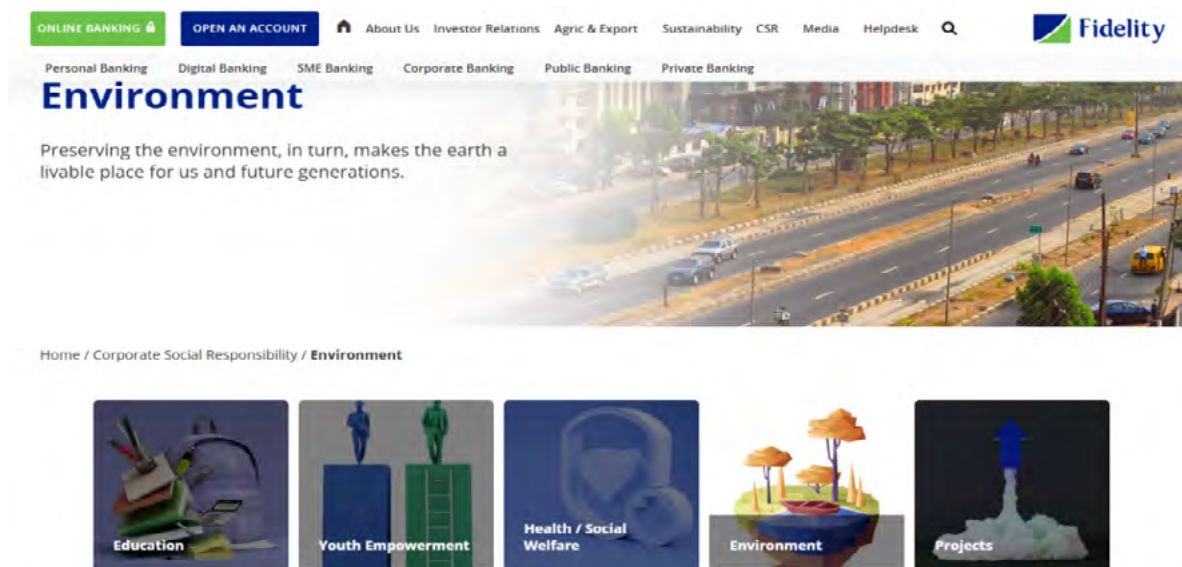 ONLINE BANKING
OPEN AN ACCOUNT
About Us Investor Relations Agric & Export Sustainability CSR Media Helpdesk
Fidelity
Personal Banking Digital Banking SME Banking Corporate Banking Public Banking Private Banking
Environment
Preserving the environment, in turn, makes the earth a
livable place for us and future generations.
Home / Corporate Social Responsibility / Environment
Education
Youth Empowerment
Health / Social
Welfare
Environment
Projects